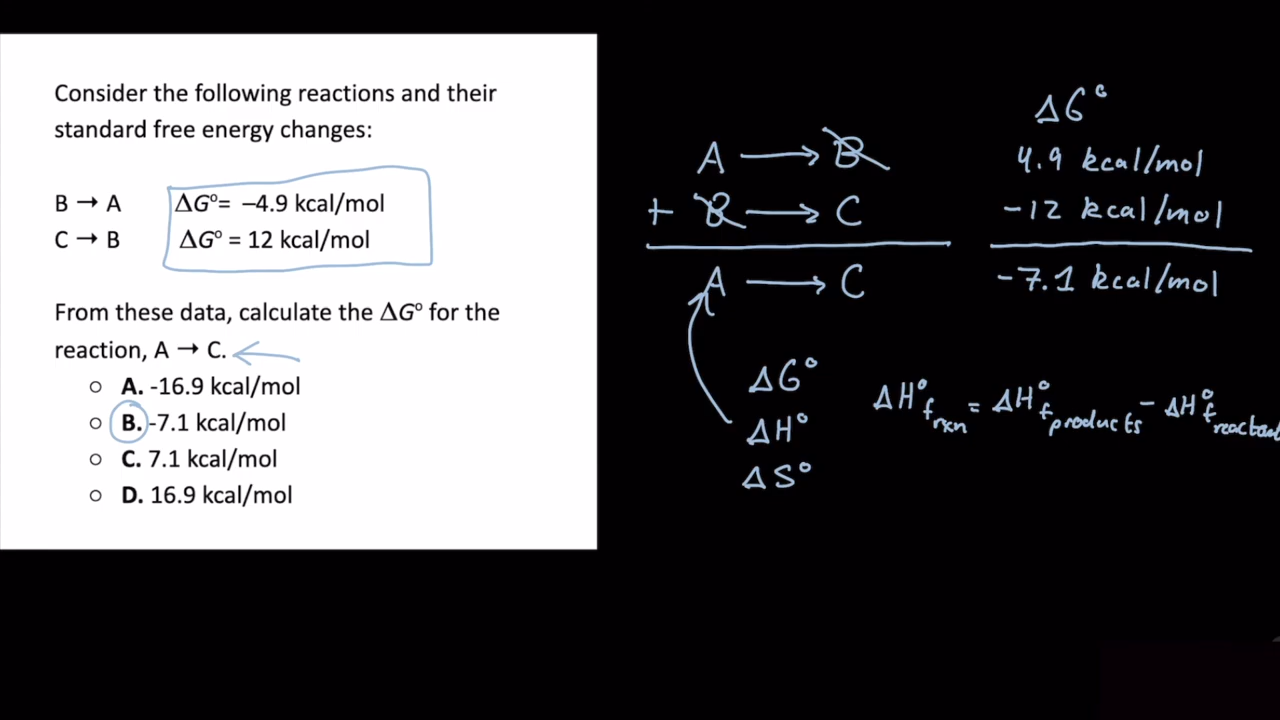 Consider the following reactions and their
standard free energy changes:
B → A ΔG°= –4.9 kcal/mol
C → B ΔG° = 12 kcal/mol
From these data, calculate the ΔG° for the
reaction, A → C.
A. -16.9 kcal/mol
B. -7.1 kcal/mol
C. 7.1 kcal/mol
D. 16.9 kcal/mol
ΔG°
A → B 4.9 kcal/mol
+ B → C -12 kcal/mol
A → C -7.1 kcal/mol
ΔG°
ΔH°
ΔS°
ΔH°f rxn = ΔH°f products - ΔH°f reactan